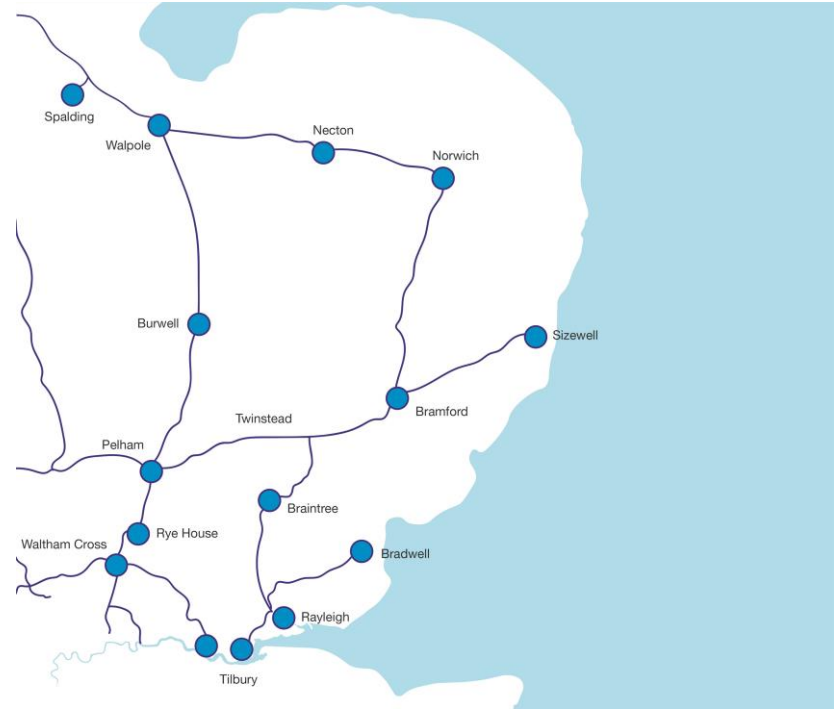 Spalding
Walpole
Necton
Norwich
Burwell
Sizewell
Bramford
Twinstead
Pelham
Braintree
Rye House
Waltham Cross
Bradwell
Rayleigh
Tilbury